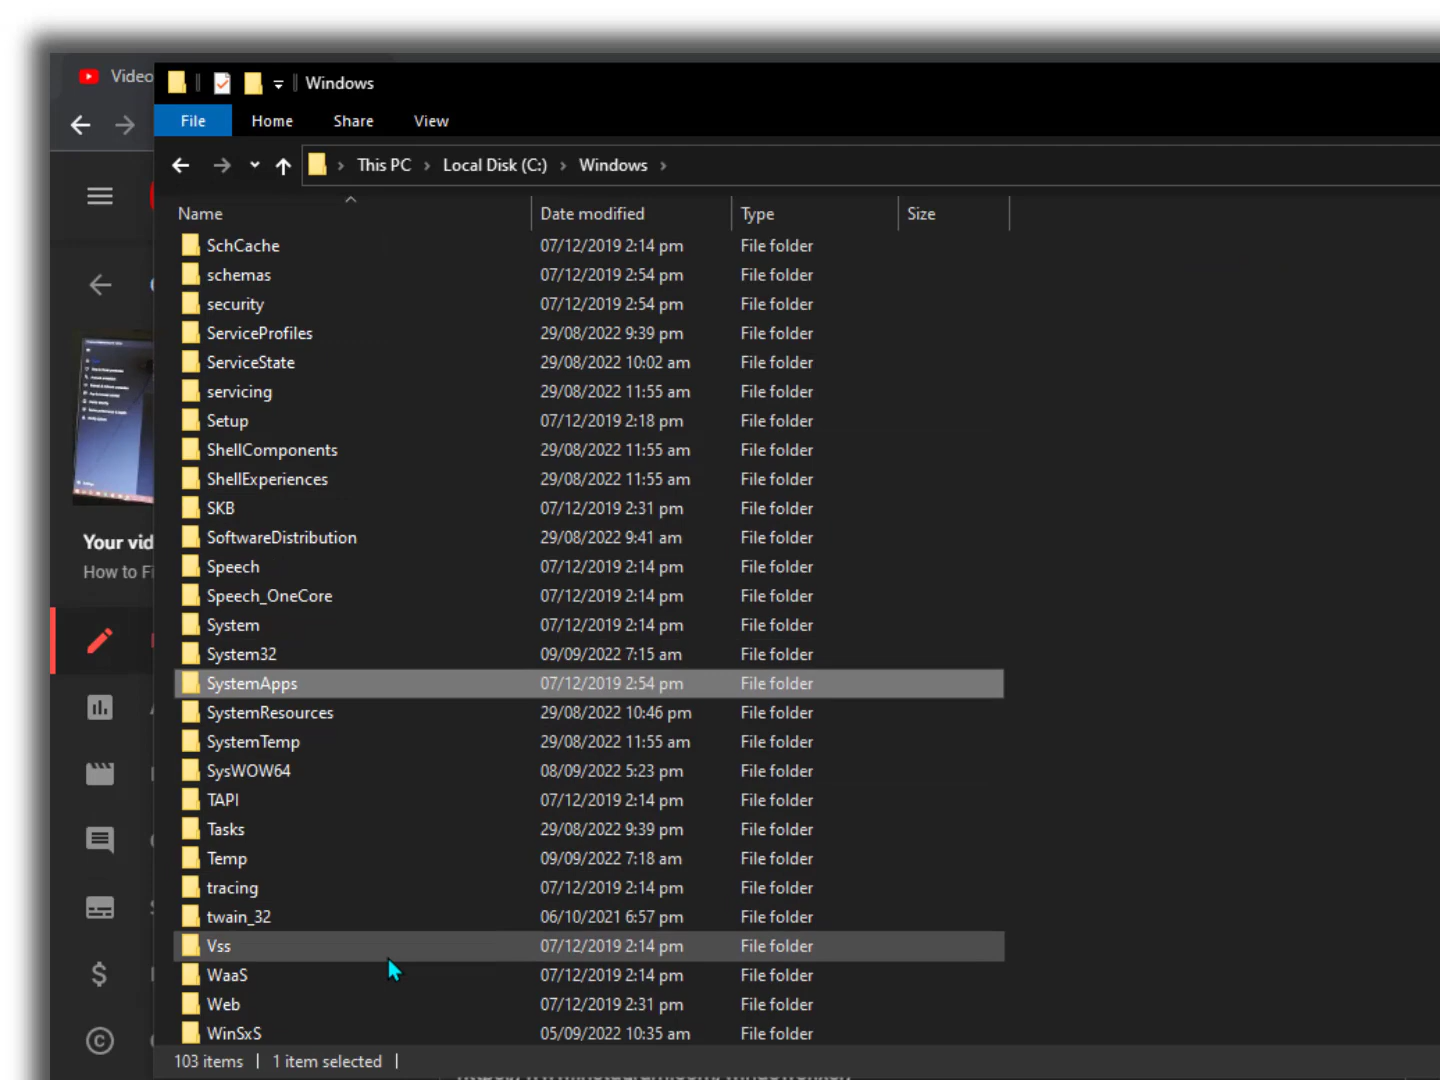 Video
Windows
File Home Share View
This PC Local Disk (C:) Windows
Name Date modified Type Size
SchCache 07/12/2019 2:14 pm File folder
schemas 07/12/2019 2:54 pm File folder
security 07/12/2019 2:54 pm File folder
ServiceProfiles 29/08/2022 9:39 pm File folder
ServiceState 29/08/2022 10:02 am File folder
servicing 29/08/2022 11:55 am File folder
Setup 07/12/2019 2:18 pm File folder
ShellComponents 29/08/2022 11:55 am File folder
ShellExperiences 29/08/2022 11:55 am File folder
SKB 07/12/2019 2:31 pm File folder
SoftwareDistribution 29/08/2022 9:41 am File folder
Speech 07/12/2019 2:14 pm File folder
Speech_OneCore 07/12/2019 2:14 pm File folder
System 07/12/2019 2:14 pm File folder
System32 09/09/2022 7:15 am File folder
SystemApps 07/12/2019 2:54 pm File folder
SystemResources 29/08/2022 10:46 pm File folder
SystemTemp 29/08/2022 11:55 am File folder
SysWOW64 08/09/2022 5:23 pm File folder
TAPI 07/12/2019 2:14 pm File folder
Tasks 29/08/2022 9:39 pm File folder
Temp 09/09/2022 7:18 am File folder
tracing 07/12/2019 2:14 pm File folder
twain_32 06/10/2021 6:57 pm File folder
Vss 07/12/2019 2:14 pm File folder
WaaS 07/12/2019 2:14 pm File folder
Web 07/12/2019 2:31 pm File folder
WinSxS 05/09/2022 10:35 am File folder
103 items 1 item selected
Your vid
How to Fi